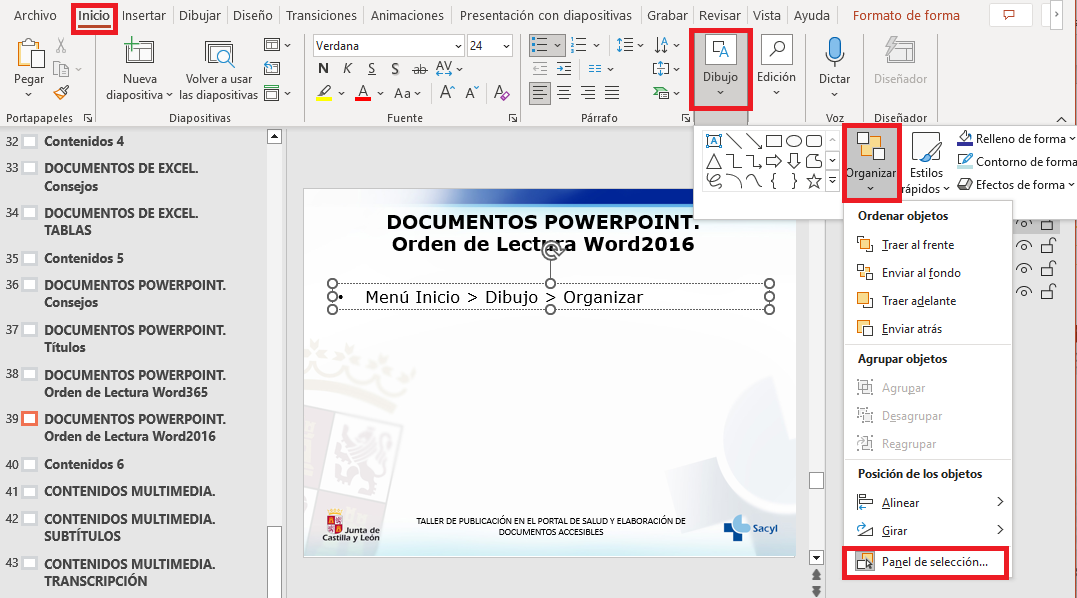 Archivo Inicio Insertar Dibujar Diseño Transiciones Animaciones Presentación con diapositivas Grabar Revisar Vista Ayuda Formato de forma
Pegar
Nueva diapositiva
Volver a usar las diapositivas
Verdana 24
N K S S ab AV
A Aa A A A
Dibujo
Edición
Dictar
Diseñador
Portapapeles Diapositivas Fuente Párrafo Voz Diseñador
Organizar
Estilos rápidos
Relleno de forma
Contorno de forma
Efectos de forma
Ordenar objetos
Traer al frente
Enviar al fondo
Traer adelante
Enviar atrás
Agrupar objetos
Agrupar
Desagrupar
Reagrupar
Posición de los objetos
Alinear
Girar
Panel de selección...
32 Contenidos 4
33 DOCUMENTOS DE EXCEL.
Consejos
34 DOCUMENTOS DE EXCEL.
TABLAS
35 Contenidos 5
36 DOCUMENTOS POWERPOINT.
Consejos
37 DOCUMENTOS POWERPOINT.
Títulos
38 DOCUMENTOS POWERPOINT.
Orden de Lectura Word365
39 DOCUMENTOS POWERPOINT.
Orden de Lectura Word2016
40 Contenidos 6
41 CONTENIDOS MULTIMEDIA.
42 CONTENIDOS MULTIMEDIA.
SUBTÍTULOS
43 CONTENIDOS MULTIMEDIA.
TRANSCRIPCIÓN
DOCUMENTOS POWERPOINT.
Orden de Lectura Word2016
• Menú Inicio > Dibujo > Organizar
Junta de
Castilla y León
TALLER DE PUBLICACIÓN EN EL PORTAL DE SALUD Y ELABORACIÓN DE
DOCUMENTOS ACCESIBLES
Sacyl